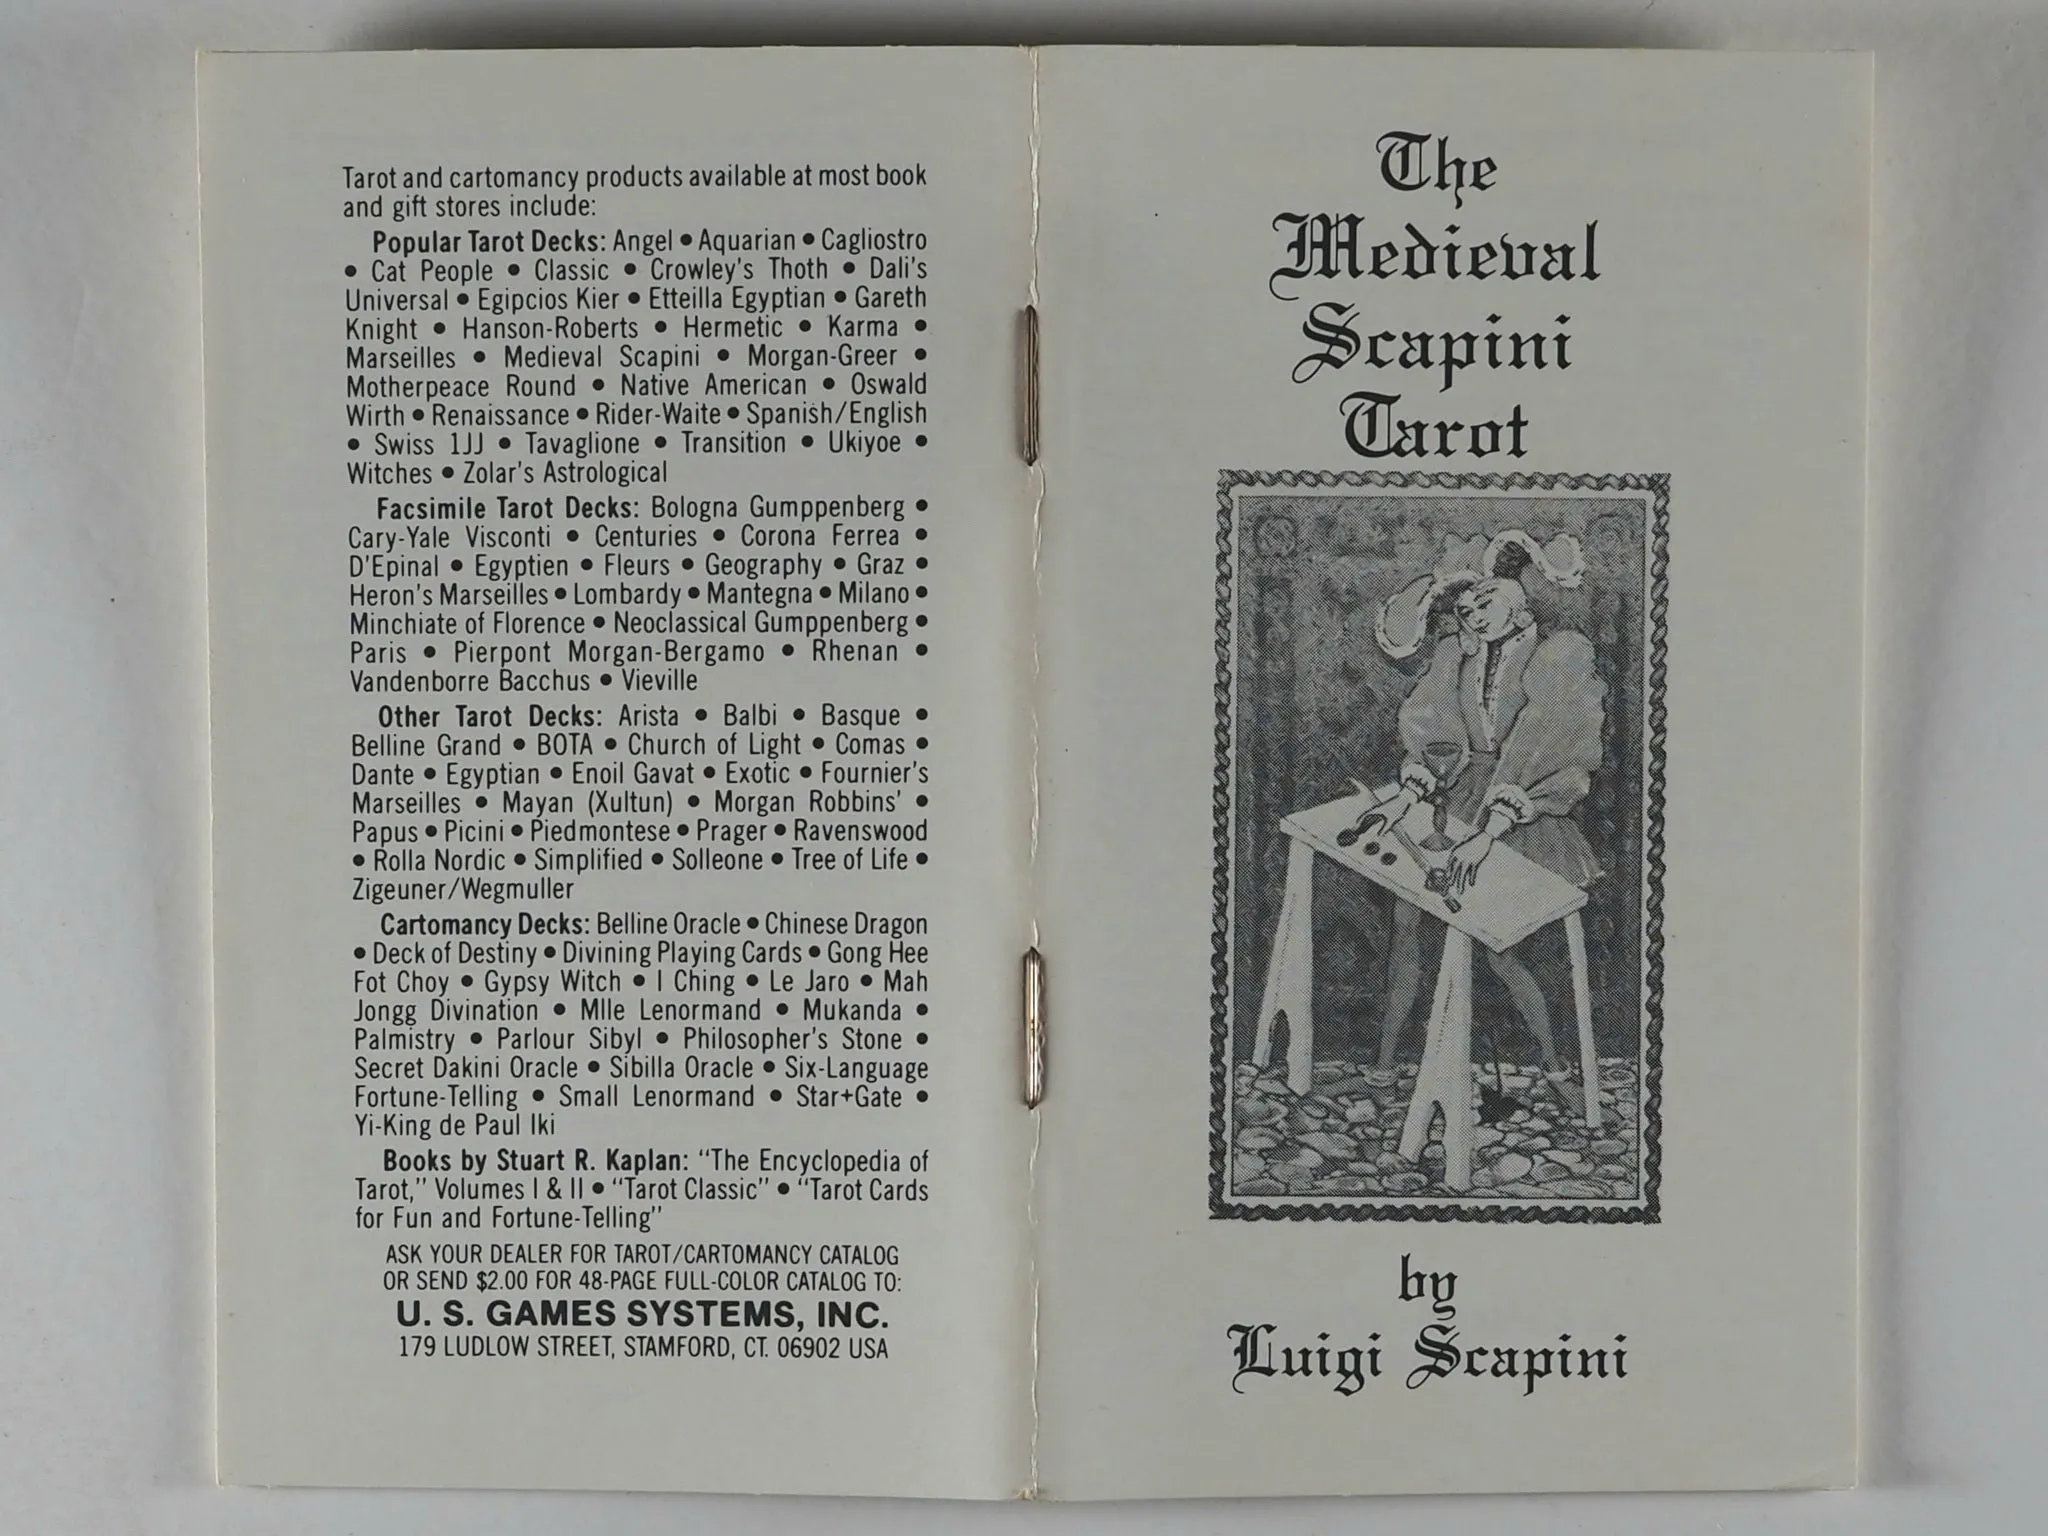 Tarot and cartomancy products available at most book
and gift stores include:
Popular Tarot Decks: Angel • Aquarian • Cagliostro
• Cat People • Classic • Crowley's Thoth • Dali's
Universal • Egipcios Kier • Etteilla Egyptian • Gareth
Knight • Hanson-Roberts • Hermetic • Karma •
Marseilles • Medieval Scapini • Morgan-Greer •
Motherpeace Round • Native American • Oswald
Wirth • Renaissance • Rider-Waite • Spanish/English
• Swiss 1JJ • Tavaglione • Transition • Ukiyoe •
Witches • Zolar's Astrological
Facsimile Tarot Decks: Bologna Gumppenberg •
Cary-Yale Visconti • Centuries • Corona Ferrea •
D'Epinal • Egyptien • Fleurs • Geography • Graz •
Heron's Marseilles • Lombardy • Mantegna • Milano •
Minchiate of Florence • Neoclassical Gumppenberg •
Paris • Pierpont Morgan-Bergamo • Rhenan •
Vandenborre Bacchus • Vieville
Other Tarot Decks: Arista • Balbi • Basque •
Belline Grand • BOTA • Church of Light • Comas •
Dante • Egyptian • Enoil Gavat • Exotic • Fournier's
Marseilles • Mayan (Xultun) • Morgan Robbins' •
Papus • Picini • Piedmontese • Prager • Ravenswood
• Rolla Nordic • Simplified • Solleone • Tree of Life •
Zigeuner/Wegmuller
Cartomancy Decks: Belline Oracle • Chinese Dragon
• Deck of Destiny • Divining Playing Cards • Gong Hee
Fot Choy • Gypsy Witch • I Ching • Le Jaro • Mah
Jongg Divination • Mlle Lenormand • Mukanda •
Palmistry • Parlour Sibyl • Philosopher's Stone •
Secret Dakini Oracle • Sibilla Oracle • Six-Language
Fortune-Telling • Small Lenormand • Star+Gate •
Yi-King de Paul Iki
Books by Stuart R. Kaplan: "The Encyclopedia of
Tarot," Volumes I & II • "Tarot Classic" • "Tarot Cards
for Fun and Fortune-Telling"
ASK YOUR DEALER FOR TAROT/CARTOMANCY CATALOG
OR SEND $2.00 FOR 48-PAGE FULL-COLOR CATALOG TO:
U. S. GAMES SYSTEMS, INC.
179 LUDLOW STREET, STAMFORD, CT. 06902 USA
The
Medieval
Scapini
Tarot
by
Luigi Scapini